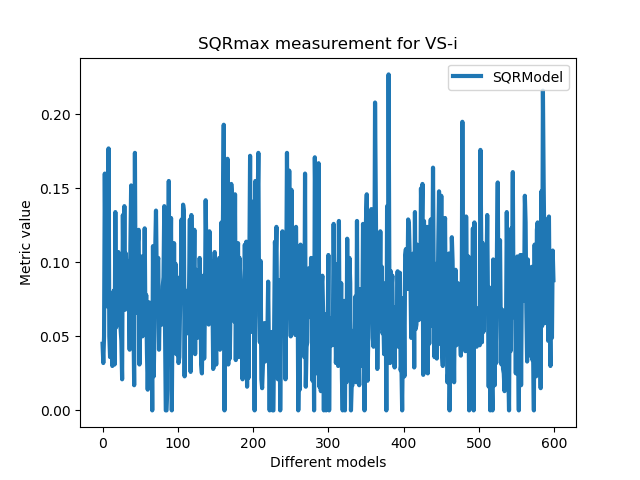 SQRmax measurement for VS-i
SQRModel
Metric value
0.20
0.15
0.10
0.05
0.00
0 100 200 300 400 500 600
Different models